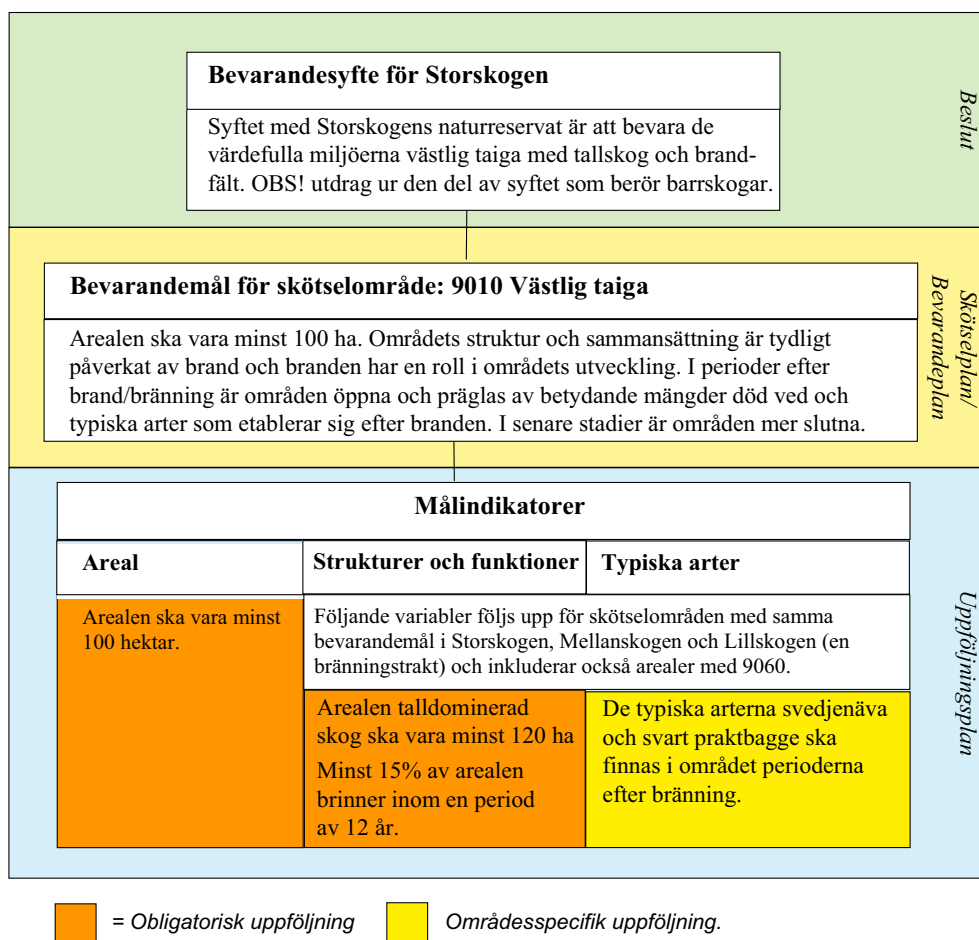 Bevarandesyfte för Storskogen
Syftet med Storskogens naturreservat är att bevara de
värdefulla miljöerna västlig taiga med tallskog och brand-
fält. OBS! utdrag ur den del av syftet som berör barrskogar.
Beslut
Bevarandemål för skötselområde: 9010 Västlig taiga
Arealen ska vara minst 100 ha. Områdets struktur och sammansättning är tydligt
påverkat av brand och branden har en roll i områdets utveckling. I perioder efter
brand/bränning är områden öppna och präglas av betydande mängder död ved och
typiska arter som etablerar sig efter branden. I senare stadier är områden mer slutna.
Skötselplan/
Bevarandeplan
Målindikatorer
Areal
Strukturer och funktioner
Typiska arter
Arealen ska vara minst
100 hektar.
Följande variabler följs upp för skötselområden med samma
bevarandemål i Storskogen, Mellanskogen och Lillskogen (en
bränningstrakt) och inkluderar också arealer med 9060.
Arealen talldominerad
skog ska vara minst 120 ha
Minst 15% av arealen
brinner inom en period
av 12 år.
De typiska arterna svedjenäva
och svart praktbagge ska
finnas i området perioderna
efter bränning.
Uppföljningsplan
= Obligatorisk uppföljning
Områdesspecifik uppföljning.